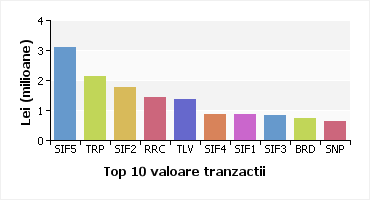 Lei (milioane)
4
3
2
1
0
SIF5 TRP SIF2 RRC TLV SIF4 SIF1 SIF3 BRD SNP
Top 10 valoare tranzactii